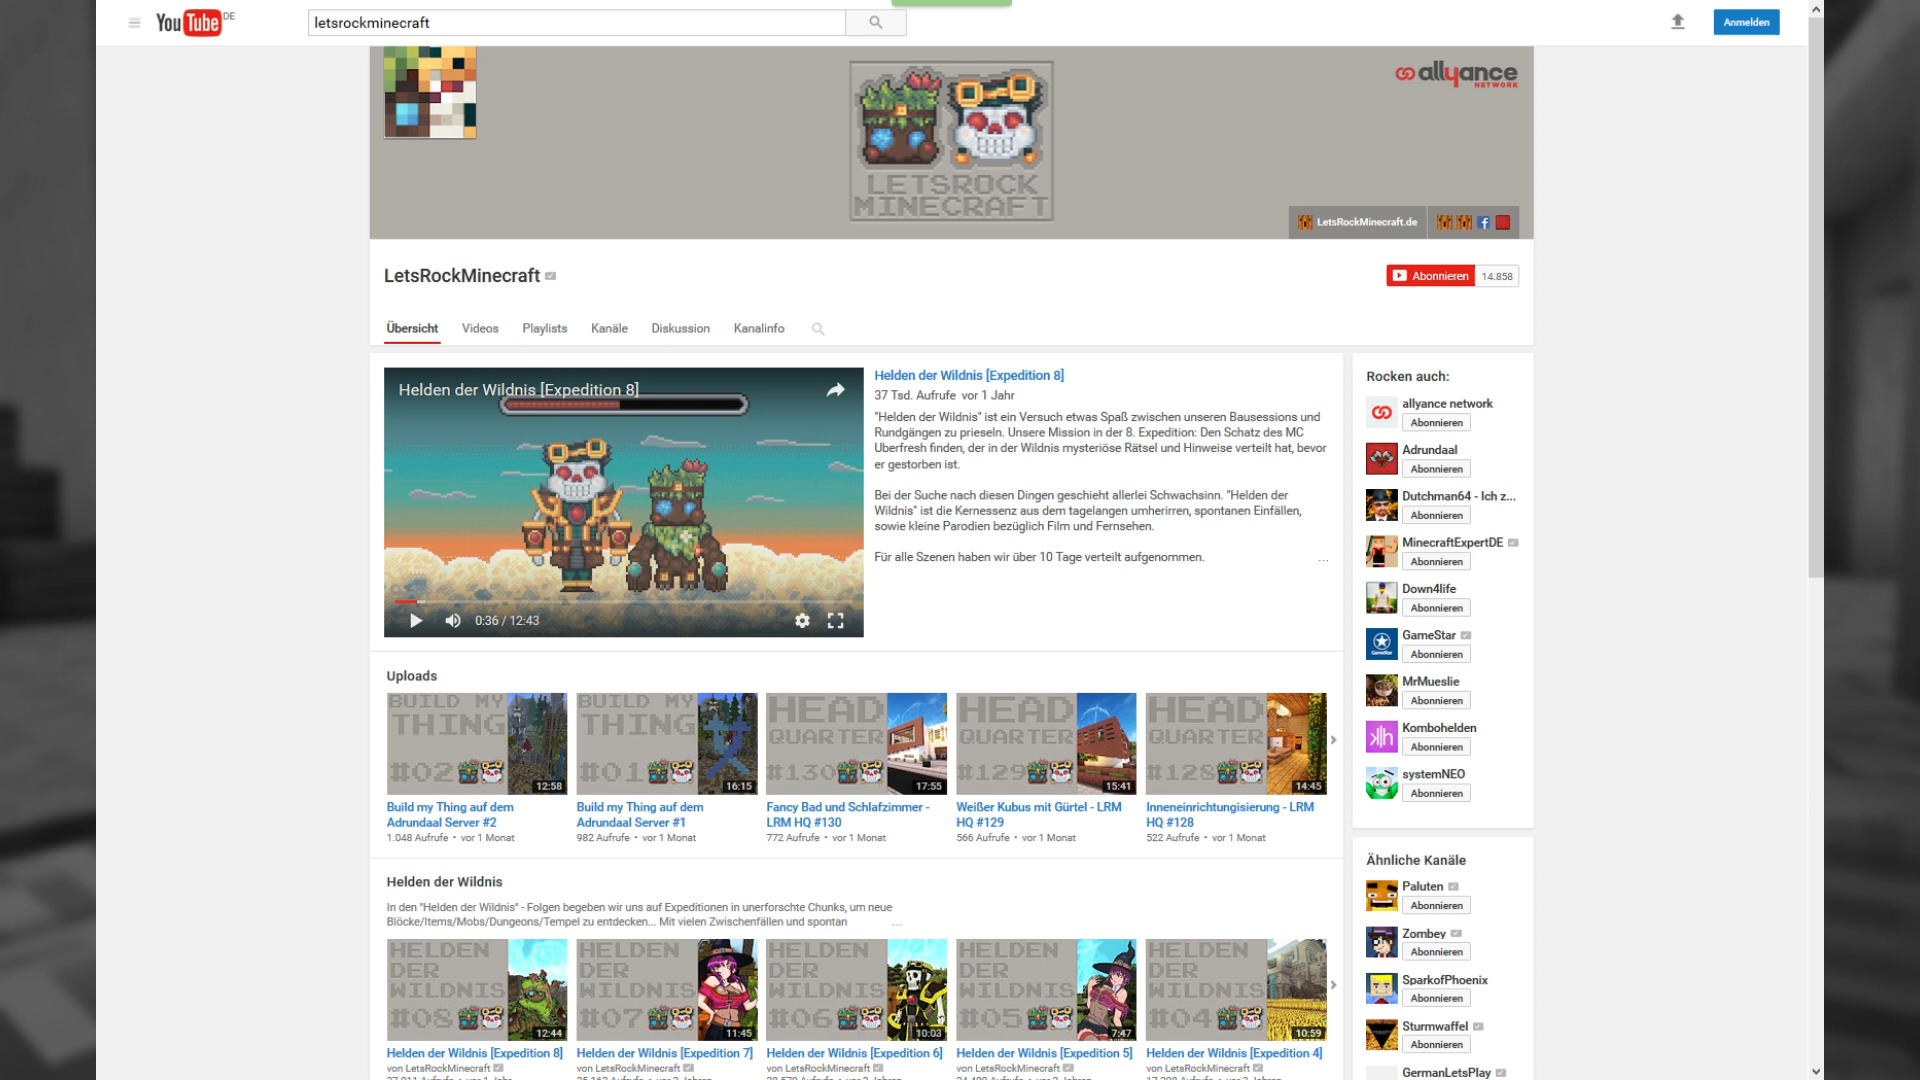 YouTube DE
letsrockminecraft
Anmelden
allyance
NETWORK
LETSROCK
MINECRAFT
LetsRockMinecraft.de
LetsRockMinecraft
Abonnieren 14.858
Übersicht Videos Playlists Kanäle Diskussion Kanalinfo
Helden der Wildnis [Expedition 8]
0:36 / 12:43
Helden der Wildnis [Expedition 8]
37 Tsd. Aufrufe vor 1 Jahr
"Helden der Wildnis" ist ein Versuch etwas Spaß zwischen unseren Bausessions und
Rundgängen zu prieseln. Unsere Mission in der 8. Expedition: Den Schatz des MC
Uberfresh finden, der in der Wildnis mysteriöse Rätsel und Hinweise verteilt hat, bevor
er gestorben ist.
Bei der Suche nach diesen Dingen geschieht allerlei Schwachsinn. "Helden der
Wildnis" ist die Kernessenz aus dem tagelangen umherirren, spontanen Einfällen,
sowie kleine Parodien bezüglich Film und Fernsehen.
Für alle Szenen haben wir über 10 Tage verteilt aufgenommen.
...
Rocken auch:
allyance network
Abonnieren
Adrundaal
Abonnieren
Dutchman64 - Ich z...
Abonnieren
MinecraftExpertDE
Abonnieren
Down4life
Abonnieren
GameStar
Abonnieren
MrMueslie
Abonnieren
Kombohelden
Abonnieren
systemNEO
Abonnieren
Uploads
BUILD MY
THING
#02
12:58
BUILD MY
THING
#01
16:15
HEAD
QUARTER
#130
17:55
HEAD
QUARTER
#129
15:41
HEAD
QUARTER
#128
14:45
Build my Thing auf dem
Adrundaal Server #2
1.048 Aufrufe • vor 1 Monat
Build my Thing auf dem
Adrundaal Server #1
982 Aufrufe • vor 1 Monat
Fancy Bad und Schlafzimmer -
LRM HQ #130
772 Aufrufe • vor 1 Monat
Weißer Kubus mit Gürtel - LRM
HQ #129
566 Aufrufe • vor 1 Monat
Inneneinrichtungisierung - LRM
HQ #128
522 Aufrufe • vor 1 Monat
Helden der Wildnis
In den "Helden der Wildnis" - Folgen begeben wir uns auf Expeditionen in unerforschte Chunks, um neue
Blöcke/Items/Mobs/Dungeons/Tempel zu entdecken... Mit vielen Zwischenfällen und spontan ...
HELDEN
DER
WILDNIS
#08
12:44
HELDEN
DER
WILDNIS
#07
11:45
HELDEN
DER
WILDNIS
#06
10:03
HELDEN
DER
WILDNIS
#05
7:47
HELDEN
DER
WILDNIS
#04
10:59
Helden der Wildnis [Expedition 8]
von LetsRockMinecraft
Helden der Wildnis [Expedition 7]
von LetsRockMinecraft
Helden der Wildnis [Expedition 6]
von LetsRockMinecraft
Helden der Wildnis [Expedition 5]
von LetsRockMinecraft
Helden der Wildnis [Expedition 4]
von LetsRockMinecraft
Ähnliche Kanäle
Paluten
Abonnieren
Zombey
Abonnieren
SparkofPhoenix
Abonnieren
Sturmwaffel
Abonnieren
GermanLetsPlay